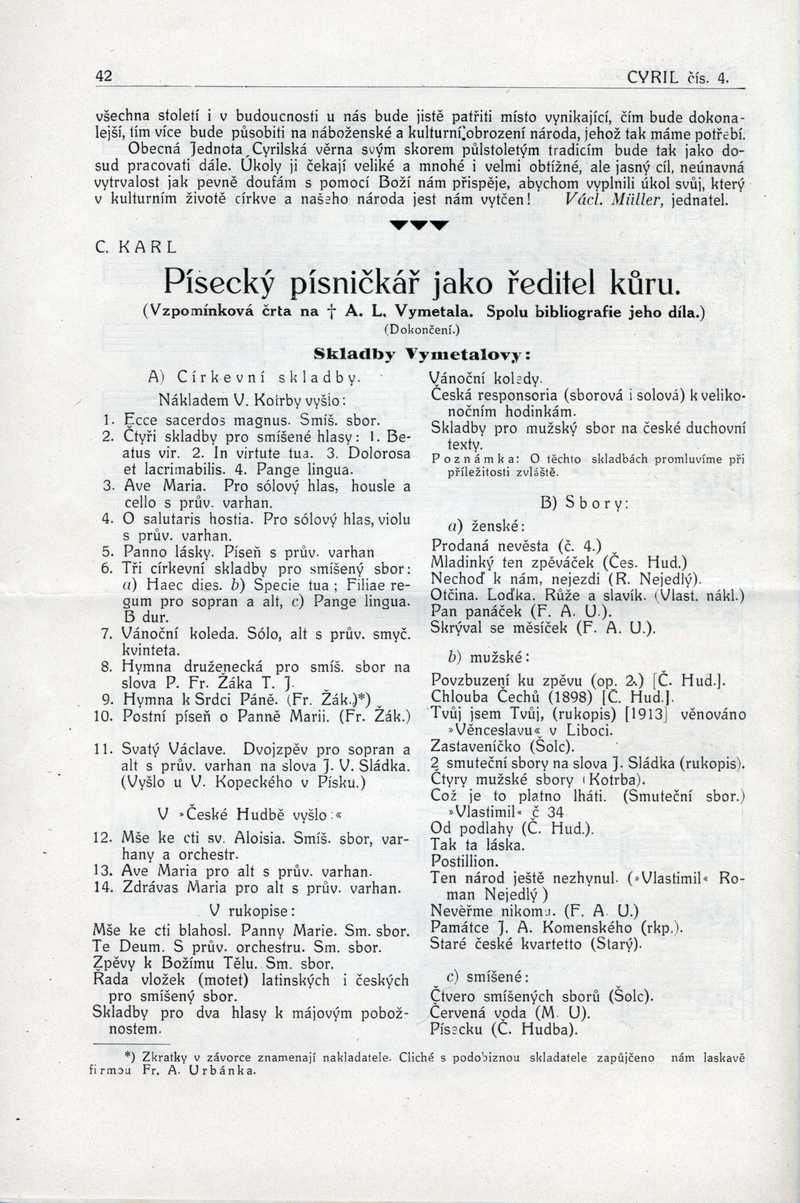 42
CYRIL čís. 4.
všechna století i v budoucnosti u nás bude jistě patřiti místo vynikající, čím bude dokona-
lejší, tím více bude působiti na náboženské a kulturní obrození národa, jehož tak máme potřebí.
Obecná Jednota Cyrilská věrna svým skorem půlstoletým tradicím bude tak jako do-
sud pracovati dále. Úkoly ji čekají veliké a mnohé i velmi obtížné, ale jasný cíl, neúnavná
vytrvalost jak pevně doufám s pomocí Boží nám přispěje, abychom vyplnili úkol svůj, který
v kulturním životě církve a našeho národa jest nám vytčen! Václ. Müller, jednatel.
C. KARL
Písecký písničkář jako ředitel kůru.
(Vzpomínková črta na † A. L. Vymetala. Spolu bibliografie jeho díla.)
(Dokončení.)
Skladby Vymetalovy:
A) Církevní skladby.
Nákladem V. Kotrby vyšlo:
1. Ecce sacerdos magnus. Smíš. sbor.
2. Čtyři skladby pro smíšené hlasy: 1. Be-
atus vir. 2. In virtute tua. 3. Dolorosa
et lacrimabilis. 4. Pange lingua.
3. Ave Maria. Pro sólový hlas, housle a
cello s prův. varhan.
4. O salutaris hostia. Pro sólový hlas, violu
s prův. varhan.
5. Panno lásky. Píseň s prův. varhan
6. Tři církevní skladby pro smíšený sbor:
a) Haec dies. b) Specie tua; Filiae re-
gum pro sopran a alt, c) Pange lingua.
B dur.
7. Vánoční koleda. Sólo, alt s prův. smyč.
kvinteta.
8. Hymna druženecká pro smíš. sbor na
slova P. Fr. Žáka T. J.
9. Hymna k Srdci Páně. (Fr. Žák.)*)
10. Postní píseň o Panně Marii. (Fr. Žák.)
11. Svatý Václave. Dvojzpěv pro sopran a
alt s prův. varhan na slova J. V. Sládka.
(Vyšlo u V. Kopeckého v Písku.)
V »České Hudbě vyšlo:«
12. Mše ke cti sv. Aloisia. Smíš. sbor, var-
hany a orchestr.
13. Ave Maria pro alt s prův. varhan.
14. Zdrávas Maria pro alt s prův. varhan.
V rukopise:
Mše ke cti blahosl. Panny Marie. Sm. sbor.
Te Deum. S prův. orchestru. Sm. sbor.
Zpěvy k Božímu Tělu. Sm. sbor.
Řada vložek (motet) latinských i českých
pro smíšený sbor.
Skladby pro dva hlasy k májovým pobož-
nostem.
Vánoční koledy.
Česká responsoria (sborová i solová) k veliko-
nočním hodinkám.
Skladby pro mužský sbor na české duchovní
texty.
Poznámka: O těchto skladbách promluvíme při
příležitosti zvláště.
B) Sbory:
a) ženské:
Prodaná nevěsta (č. 4.)
Mladinký ten zpěváček (Čes. Hud.)
Nechoď k nám, nejezdi (R. Nejedlý).
Otčina. Loďka. Růže a slavík. (Vlast. nákl.)
Pan panáček (F. A. U.).
Skrýval se měsíček (F. A. U.).
b) mužské:
Povzbuzení ku zpěvu (op. 2.) [Č. Hud.].
Chlouba Čechů (1898) [Č. Hud.].
Tvůj jsem Tvůj, (rukopis) [1913] věnováno
»Věnceslavu« v Liboci.
Zastaveníčko (Šolc).
2 smuteční sbory na slova J. Sládka (rukopis).
Čtyry mužské sbory (Kotrba).
Což je to platno lháti. (Smuteční sbor.)
»Vlastimil« č 34
Od podlahy (Č. Hud.).
Tak ta láska.
Postillion.
Ten národ ještě nezhynul. (»Vlastimil« Ro-
man Nejedlý)
Nevěřme nikomu. (F. A. U.)
Památce J. A. Komenského (rkp.).
Staré české kvartetto (Starý).
c) smíšené:
Čtvero smíšených sborů (Šolc).
Červená voda (M. U).
Písecku (Č. Hudba).
*) Zkratky v závorce znamenají nakladatele. Cliché s podobiznou skladatele zapůjčeno nám laskavě
firmou Fr. A. Urbánka.